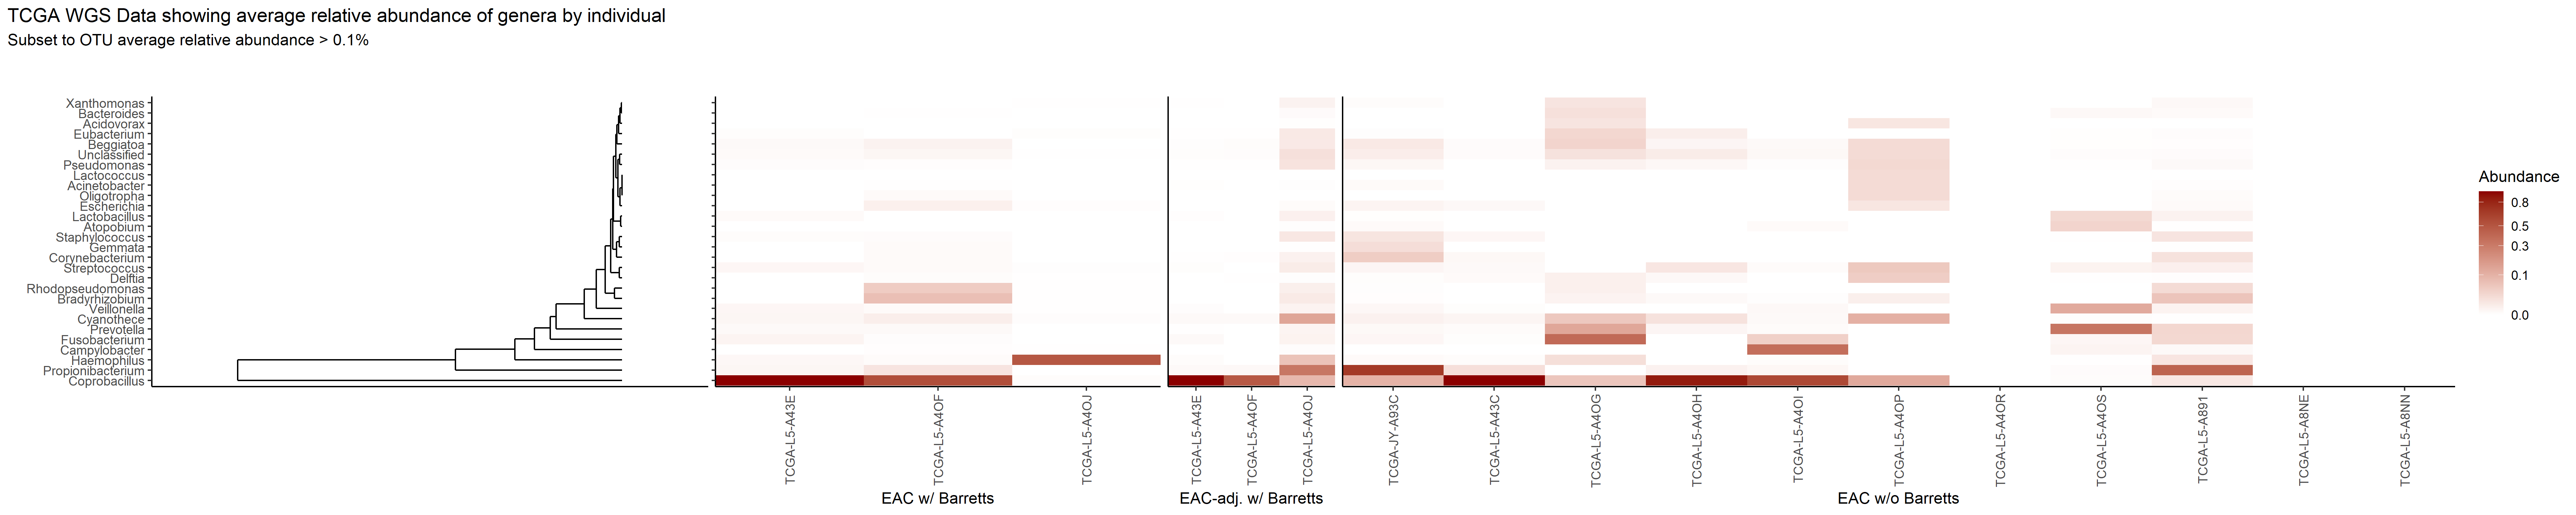 TCGA WGS Data showing average relative abundance of genera by individual
Subset to OTU average relative abundance > 0.1%
Xanthomonas
Bacteroides
Acidovorax
Eubacterium
Beggiatoa
Unclassified
Pseudomonas
Lactococcus
Acinetobacter
Oligotropha
Escherichia
Lactobacillus
Atopobium
Staphylococcus
Gemmata
Corynebacterium
Streptococcus
Delftia
Rhodopseudomonas
Bradyrhizobium
Veillonella
Cyanothece
Prevotella
Fusobacterium
Campylobacter
Haemophilus
Propionibacterium
Coprobacillus
TCGA-L5-A43E
TCGA-L5-A4OF
TCGA-L5-A4OJ
EAC w/ Barretts
TCGA-L5-A43E
TCGA-L5-A4OF
TCGA-L5-A4OJ
EAC-adj. w/ Barretts
TCGA-JY-A93C
TCGA-L5-A43C
TCGA-L5-A4OG
TCGA-L5-A4OH
TCGA-L5-A4OI
TCGA-L5-A4OP
TCGA-L5-A4OR
TCGA-L5-A4OS
TCGA-L5-A891
TCGA-L5-A8NE
TCGA-L5-A8NN
EAC w/o Barretts
Abundance
0.8
0.5
0.3
0.1
0.0